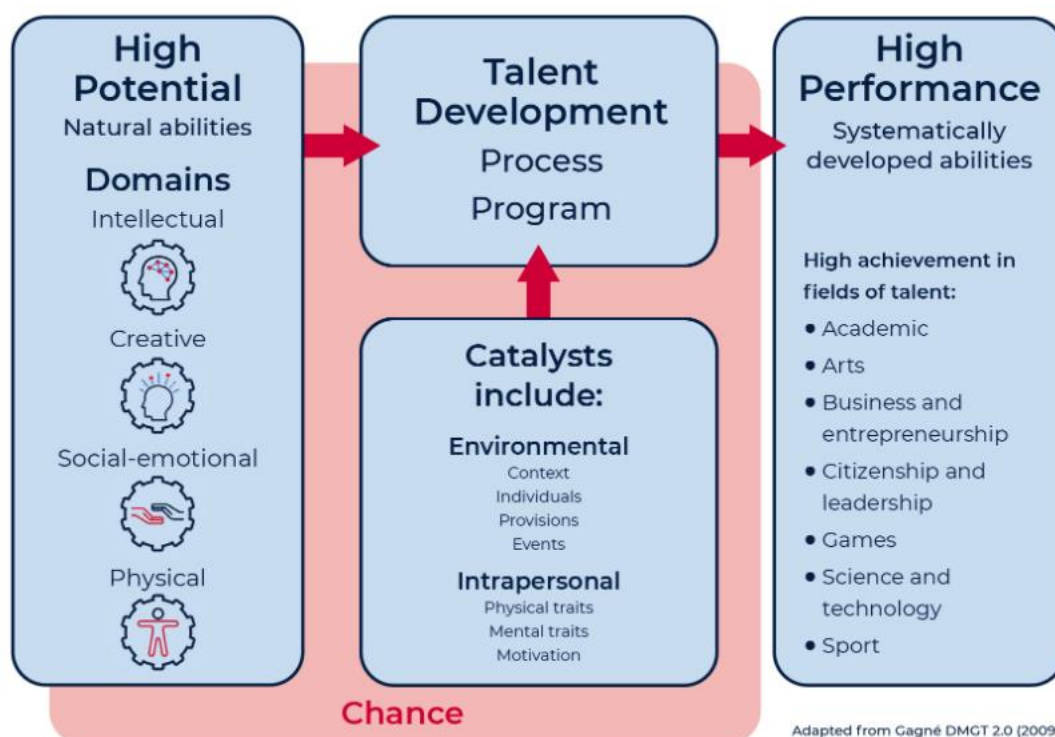 High
Potential
Natural abilities
Domains
Intellectual
Creative
Social-emotional
Physical
Talent
Development
Process
Program
Catalysts
include:
Environmental
Context
Individuals
Provisions
Events
Intrapersonal
Physical traits
Mental traits
Motivation
Chance
High
Performance
Systematically
developed abilities
High achievement in
fields of talent:
• Academic
• Arts
• Business and
entrepreneurship
• Citizenship and
leadership
• Games
• Science and
technology
• Sport
Adapted from Gagné DMGT 2.0 (2009